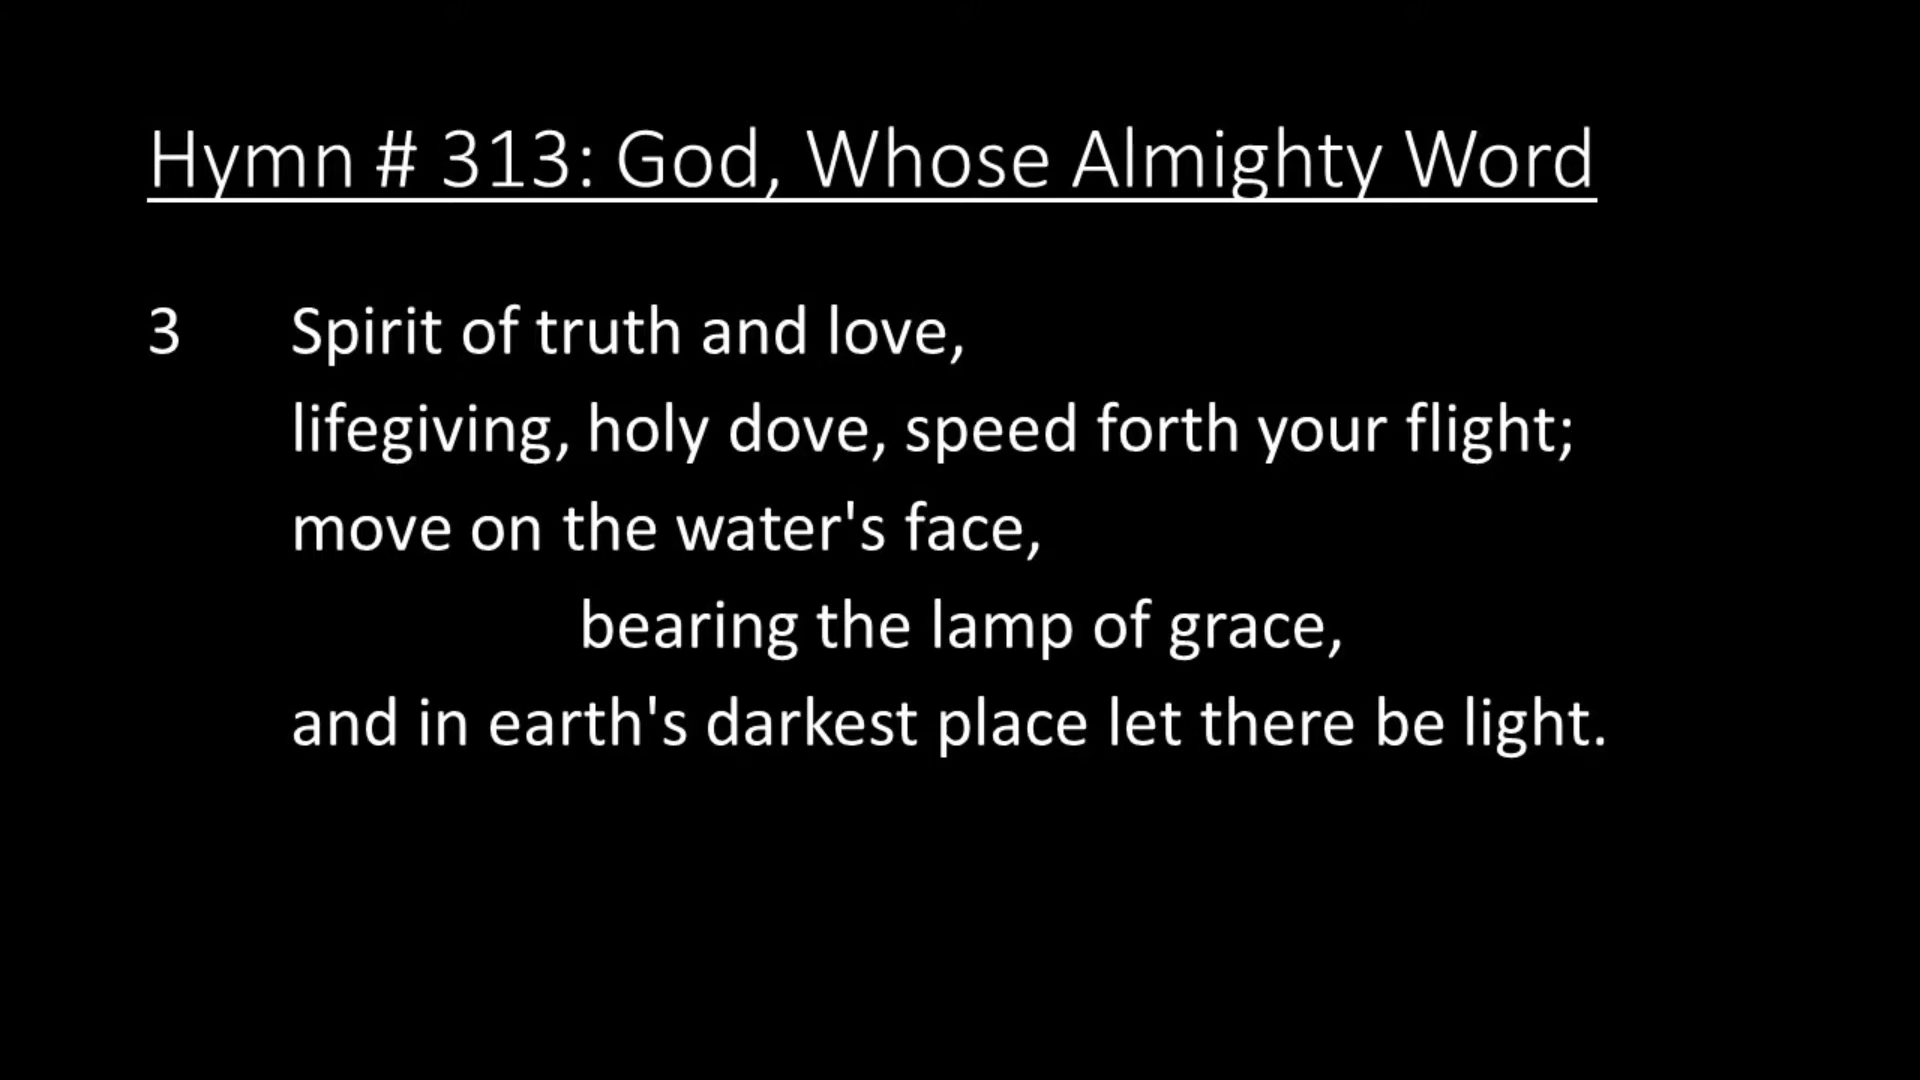 Hymn # 313: God, Whose Almighty Word
3 Spirit of truth and love,
lifegiving, holy dove, speed forth your flight;
move on the water's face,
bearing the lamp of grace,
and in earth's darkest place let there be light.